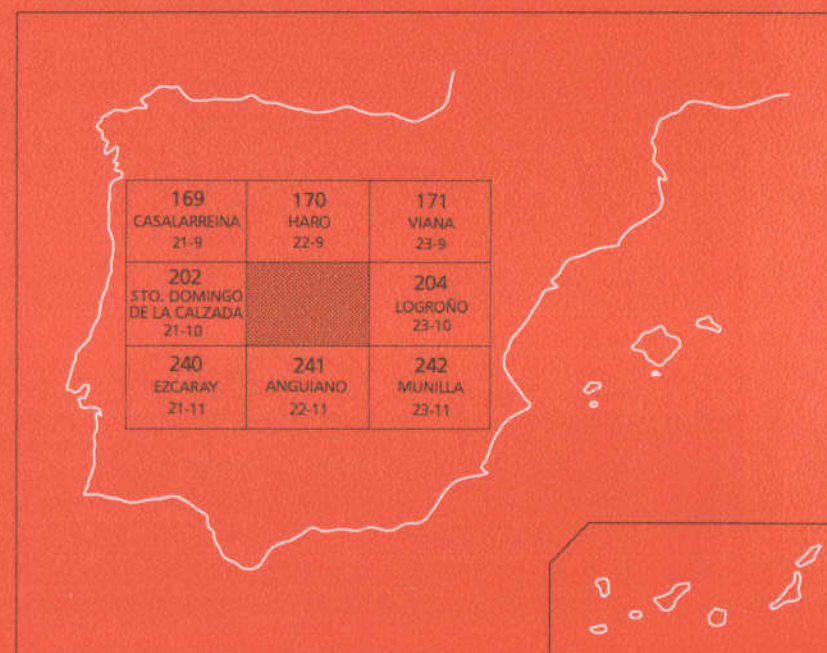 169
CASALARREINA
21-9
170
HARO
22-9
171
VIANA
23-9
202
STO. DOMINGO
DE LA CALZADA
21-10
204
LOGROÑO
23-10
240
EZCARAY
21-11
241
ANGUIANO
22-11
242
MUNILLA
23-11